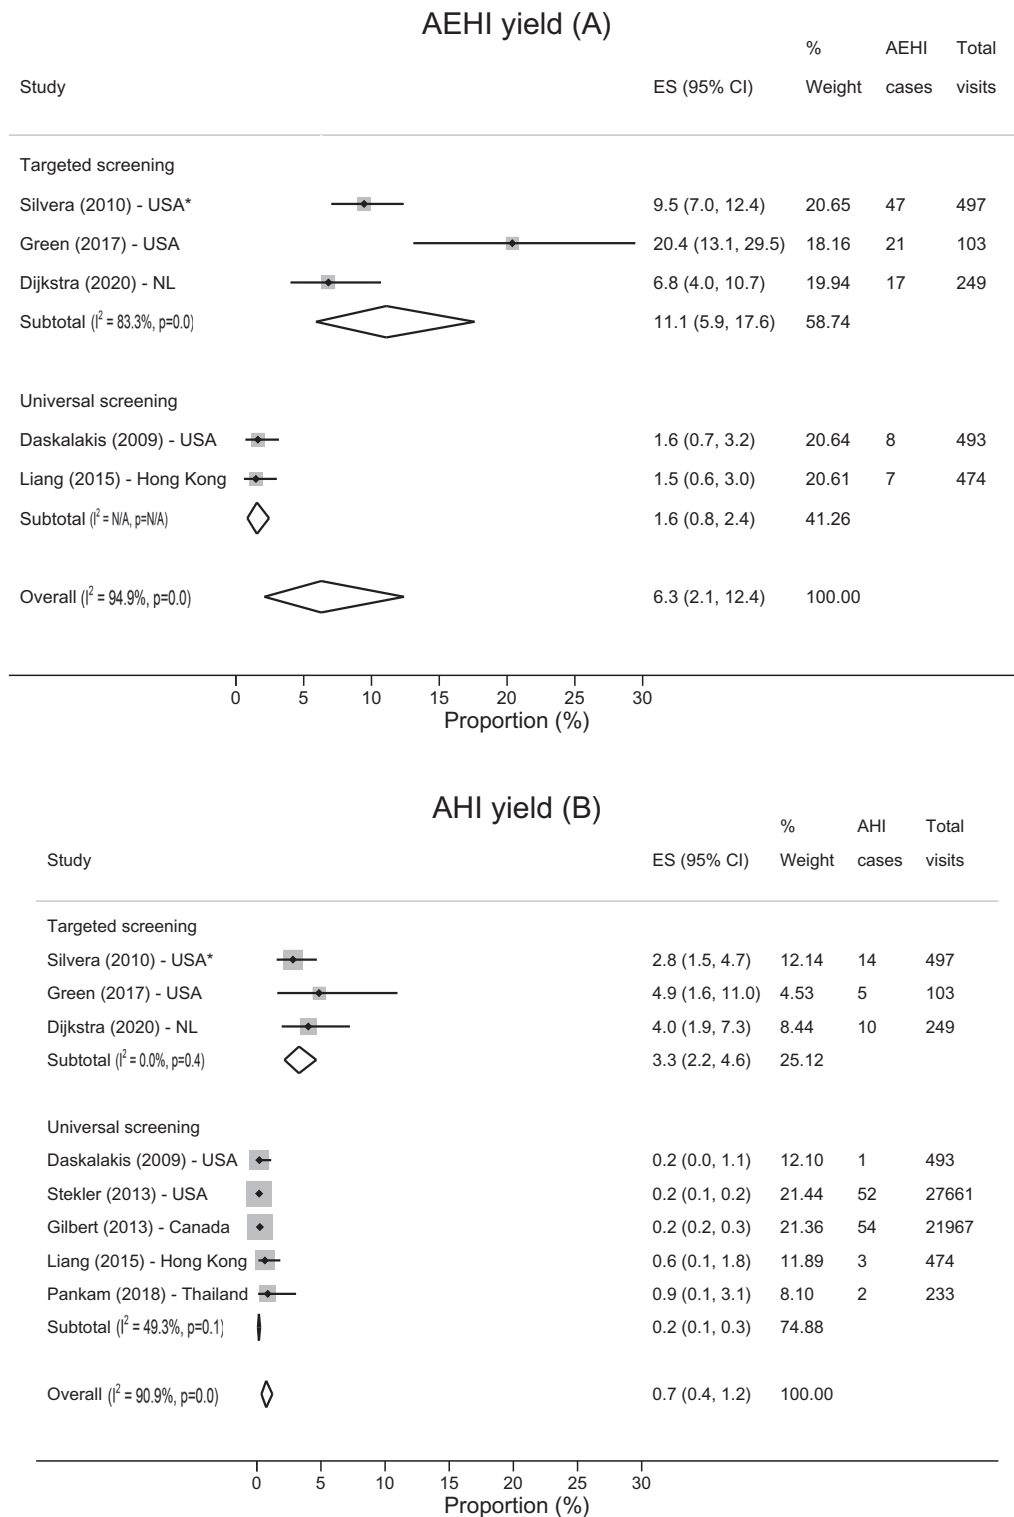 AEHI yield (A)
% AEHI Total
Study ES (95% CI) Weight cases visits
Targeted screening
Silvera (2010) - USA* 9.5 (7.0, 12.4) 20.65 47 497
Green (2017) - USA 20.4 (13.1, 29.5) 18.16 21 103
Dijkstra (2020) - NL 6.8 (4.0, 10.7) 19.94 17 249
Subtotal (I² = 83.3%, p=0.0) 11.1 (5.9, 17.6) 58.74
Universal screening
Daskalakis (2009) - USA 1.6 (0.7, 3.2) 20.64 8 493
Liang (2015) - Hong Kong 1.5 (0.6, 3.0) 20.61 7 474
Subtotal (I² = N/A, p=N/A) 1.6 (0.8, 2.4) 41.26
Overall (I² = 94.9%, p=0.0) 6.3 (2.1, 12.4) 100.00
0 5 10 15 20 25 30
Proportion (%)
AHI yield (B)
% AHI Total
Study ES (95% CI) Weight cases visits
Targeted screening
Silvera (2010) - USA* 2.8 (1.5, 4.7) 12.14 14 497
Green (2017) - USA 4.9 (1.6, 11.0) 4.53 5 103
Dijkstra (2020) - NL 4.0 (1.9, 7.3) 8.44 10 249
Subtotal (I² = 0.0%, p=0.4) 3.3 (2.2, 4.6) 25.12
Universal screening
Daskalakis (2009) - USA 0.2 (0.0, 1.1) 12.10 1 493
Stekler (2013) - USA 0.2 (0.1, 0.2) 21.44 52 27661
Gilbert (2013) - Canada 0.2 (0.2, 0.3) 21.36 54 21967
Liang (2015) - Hong Kong 0.6 (0.1, 1.8) 11.89 3 474
Pankam (2018) - Thailand 0.9 (0.1, 3.1) 8.10 2 233
Subtotal (I² = 49.3%, p=0.1) 0.2 (0.1, 0.3) 74.88
Overall (I² = 90.9%, p=0.0) 0.7 (0.4, 1.2) 100.00
0 5 10 15 20 25 30
Proportion (%)